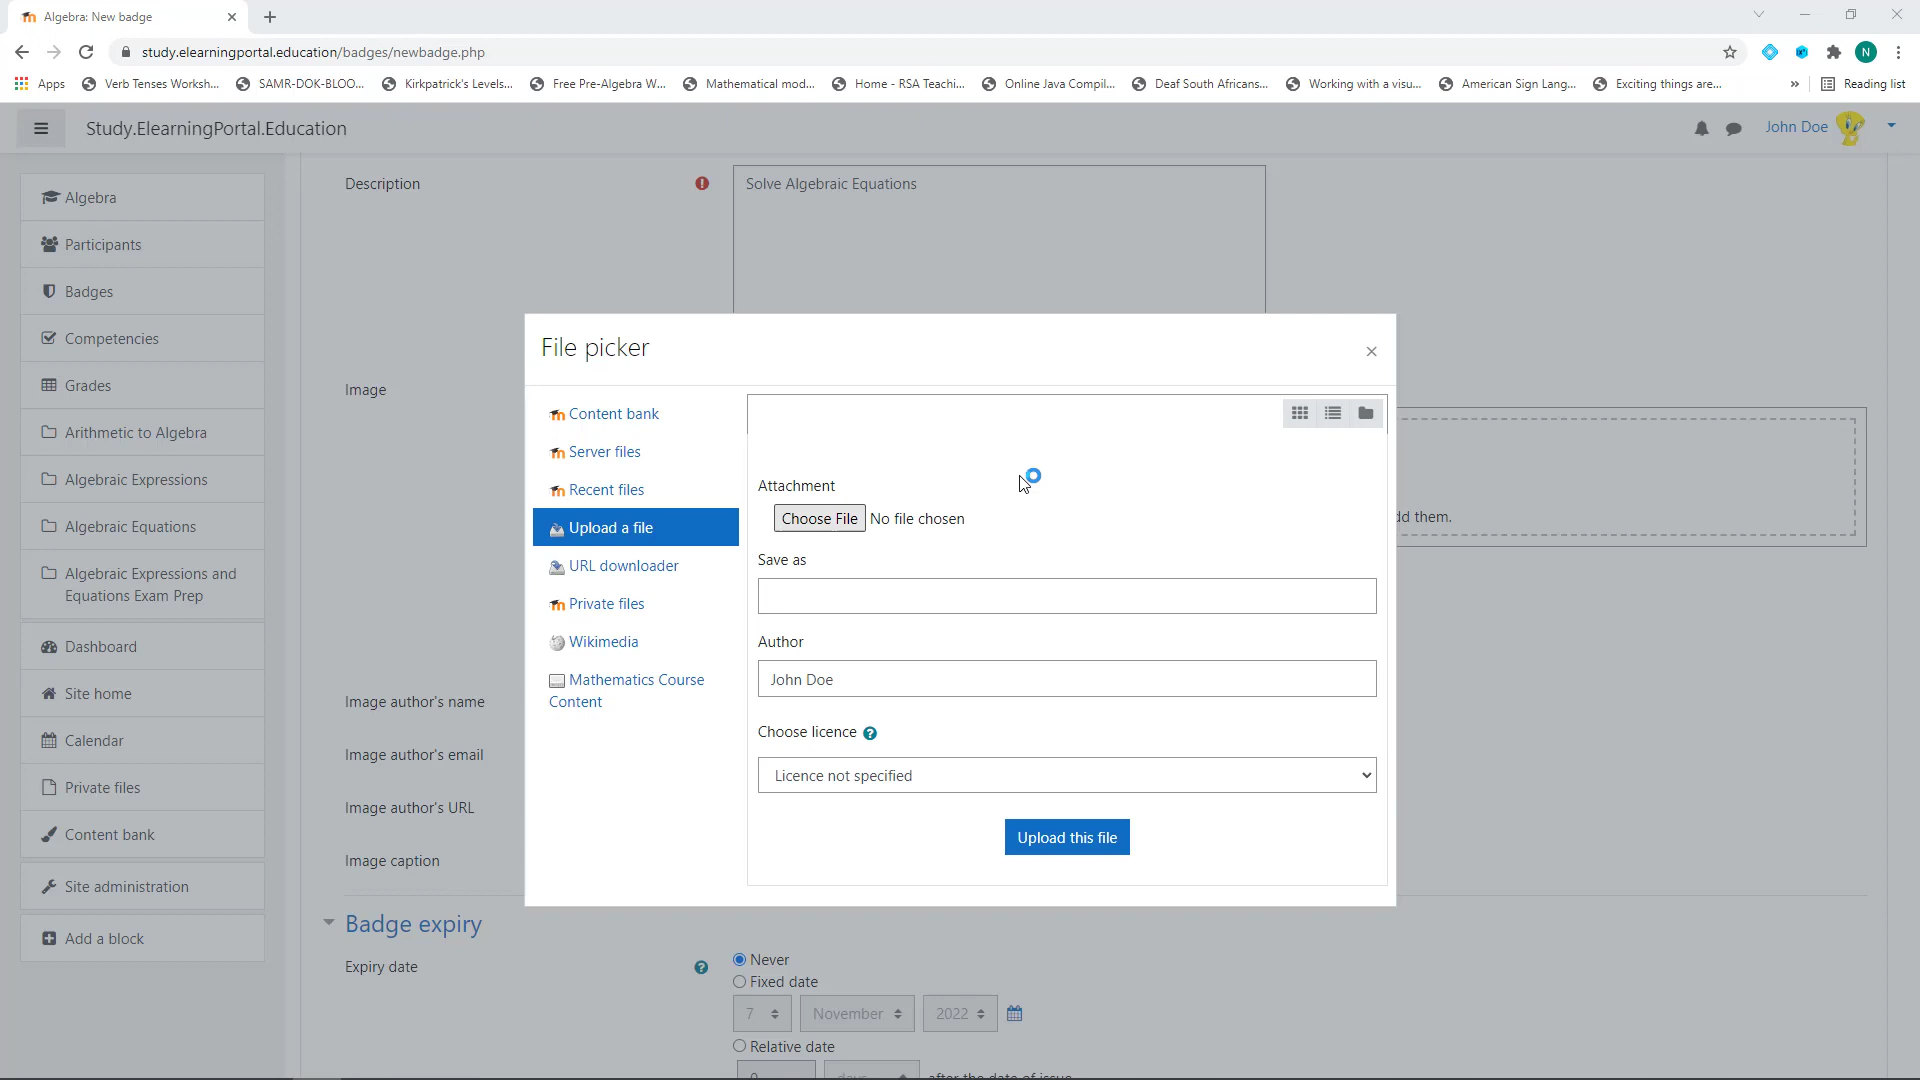 Algebra: New badge
study.elearningportal.education/badges/newbadge.php
N
Apps
Verb Tenses Worksh...
SAMR-DOK-BLOO...
Kirkpatrick's Levels...
Free Pre-Algebra W...
Mathematical mod...
Home - RSA Teachi...
Online Java Compil...
Deaf South Africans...
Working with a visu...
American Sign Lang...
Exciting things are...
»
Reading list
Study.ElearningPortal.Education
John Doe
Algebra
Participants
Badges
Competencies
Grades
Arithmetic to Algebra
Algebraic Expressions
Algebraic Equations
Algebraic Expressions and
Equations Exam Prep
Dashboard
Site home
Calendar
Private files
Content bank
Site administration
Add a block
Description
Solve Algebraic Equations
Image
dd them.
Image author's name
Image author's email
Image author's URL
Image caption
File picker
×
Content bank
Server files
Recent files
Upload a file
URL downloader
Private files
Wikimedia
Mathematics Course
Content
Attachment
Choose File No file chosen
Save as
Author
John Doe
Choose licence ?
Licence not specified
Upload this file
Badge expiry
Expiry date
?
Never
Fixed date
7 November 2022
Relative date
0 days after the date of issue